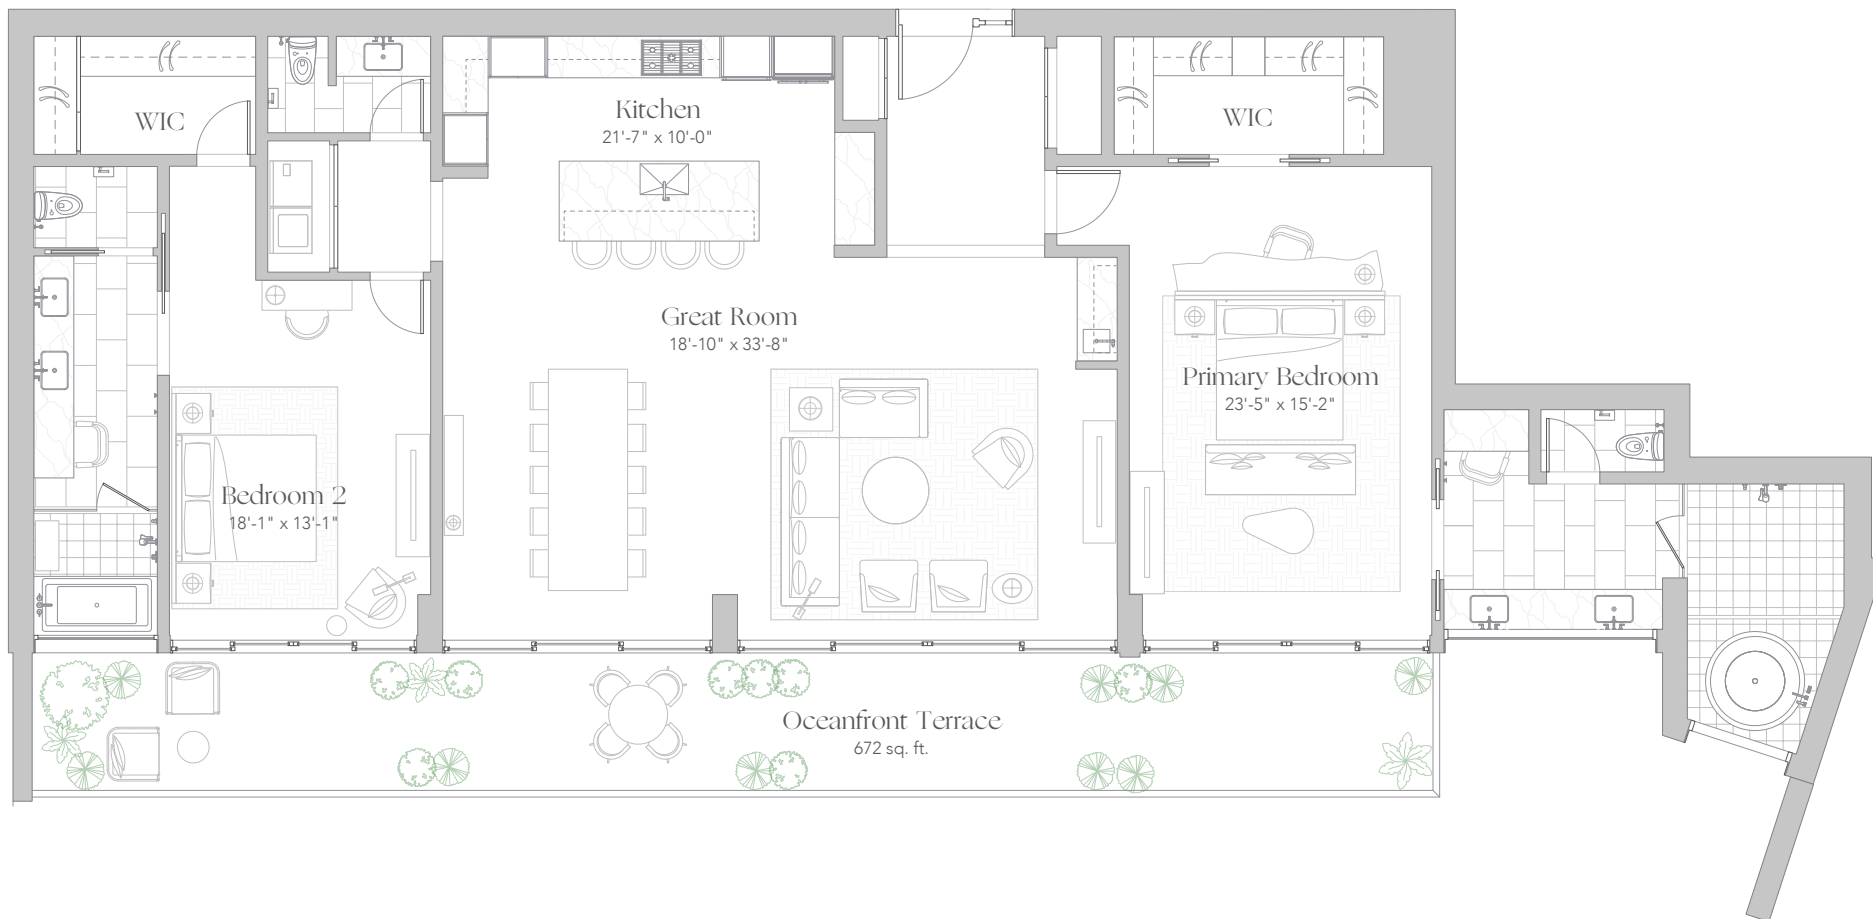 WIC
Kitchen
21'-7" x 10'-0"
WIC
Great Room
18'-10" x 33'-8"
Primary Bedroom
23'-5" x 15'-2"
Bedroom 2
18'-1" x 13'-1"
Oceanfront Terrace
672 sq. ft.